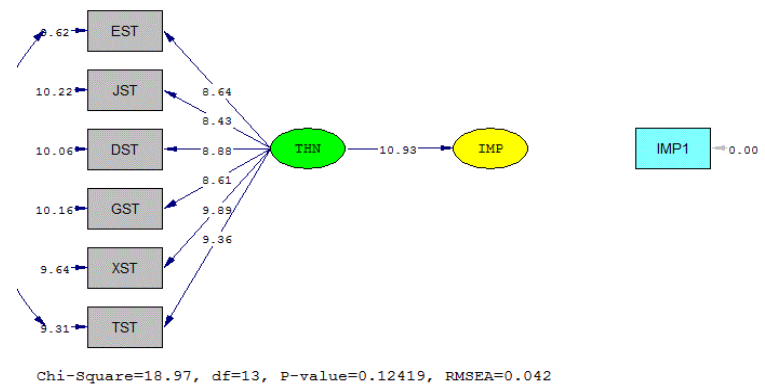 EST
10.22 JST 8.64
8.43
10.06 DST 8.88 THN 10.93 IMP IMP1 0.00
8.61
10.16 GST 9.89
9.36
9.64 XST
9.31 TST
Chi-Square=18.97, df=13, P-value=0.12419, RMSEA=0.042